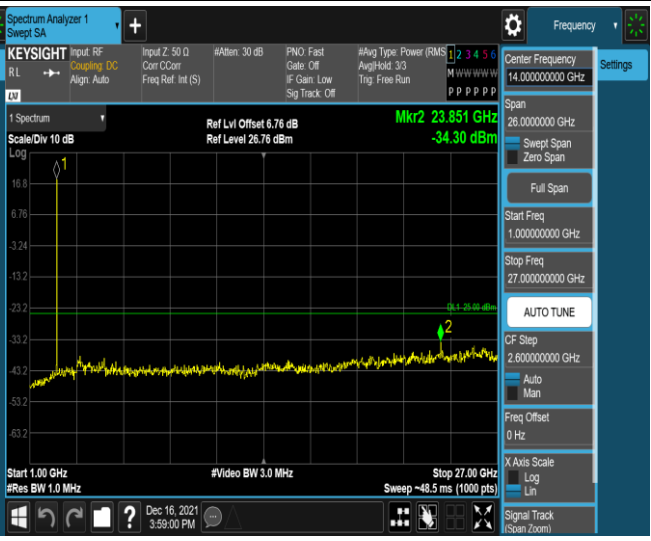 Spectrum Analyzer 1
Swept SA
Frequency
KEYSIGHT
RL
Input: RF
Coupling: DC
Align: Auto
Input Z: 50 Ω
Corr CCorr
Freq Ref: Int (S)
#Atten: 30 dB
PNO: Fast
Gate: Off
IF Gain: Low
Sig Track: Off
#Avg Type: Power (RMS
Avg|Hold: 3/3
Trig: Free Run
1 2 3 4 5 6
M W W W W W
P P P P P P
LXI
1 Spectrum
Scale/Div 10 dB
Ref Lvl Offset 6.76 dB
Ref Level 26.76 dBm
Mkr2 23.851 GHz
-34.30 dBm
Log
1
16.8
6.76
-3.24
-13.2
-23.2
DL1 -25.00 dBm
2
-33.2
-43.2
-53.2
-63.2
Start 1.00 GHz
#Res BW 1.0 MHz
#Video BW 3.0 MHz
Stop 27.00 GHz
Sweep ~48.5 ms (1000 pts)
?
Dec 16, 2021
3:59:00 PM
Center Frequency
14.000000000 GHz
Settings
Span
26.0000000 GHz
Swept Span
Zero Span
Full Span
Start Freq
1.000000000 GHz
Stop Freq
27.000000000 GHz
AUTO TUNE
CF Step
2.600000000 GHz
Auto
Man
Freq Offset
0 Hz
X Axis Scale
Log
Lin
Signal Track
(Span Zoom)